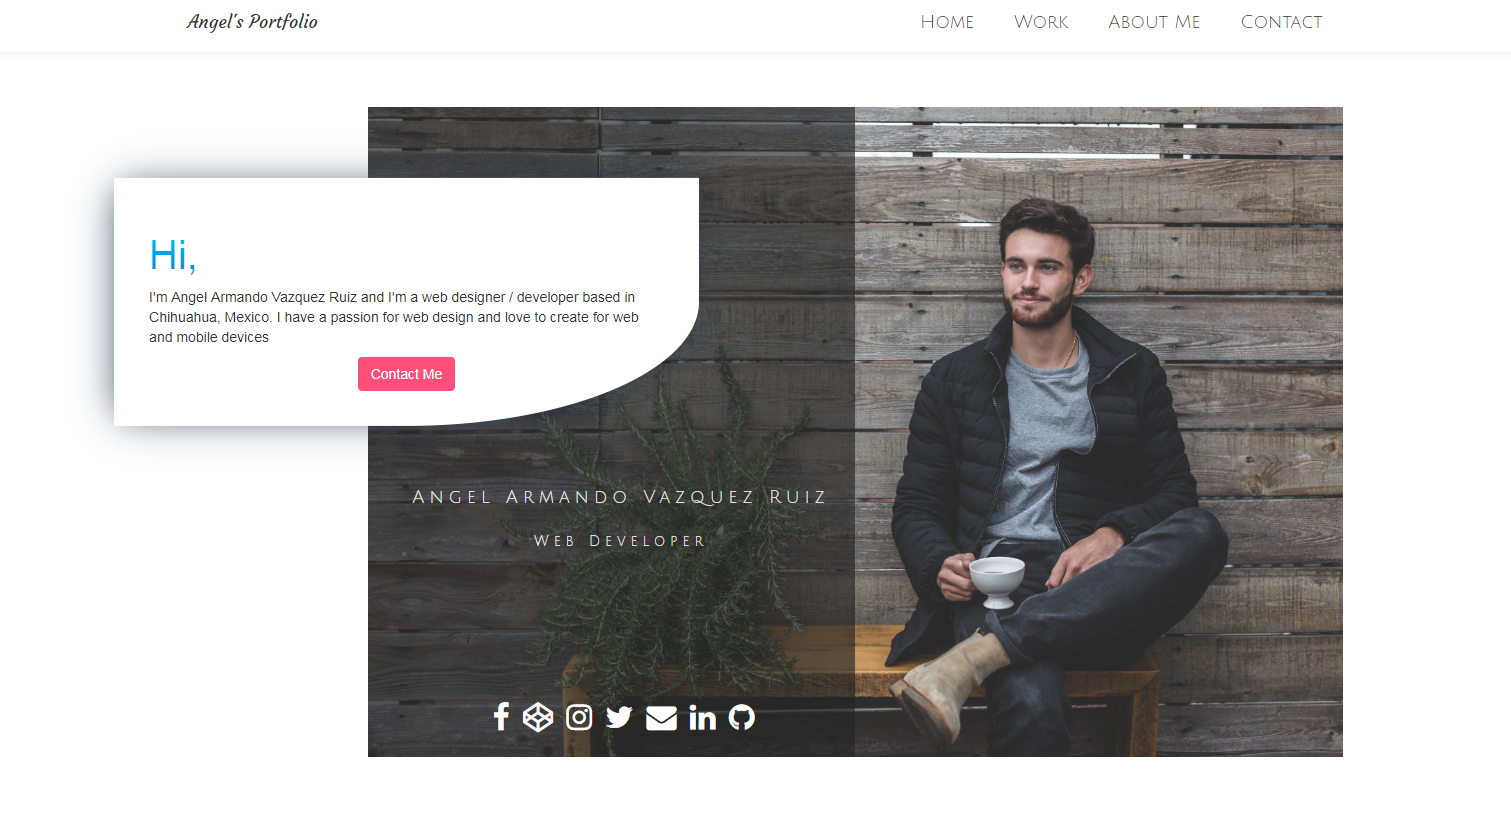 Angel's Portfolio
Home Work About Me Contact
Hi,
I'm Angel Armando Vazquez Ruiz and I'm a web designer / developer based in
Chihuahua, Mexico. I have a passion for web design and love to create for web
and mobile devices
Contact Me
Angel Armando Vazquez Ruiz
Web Developer